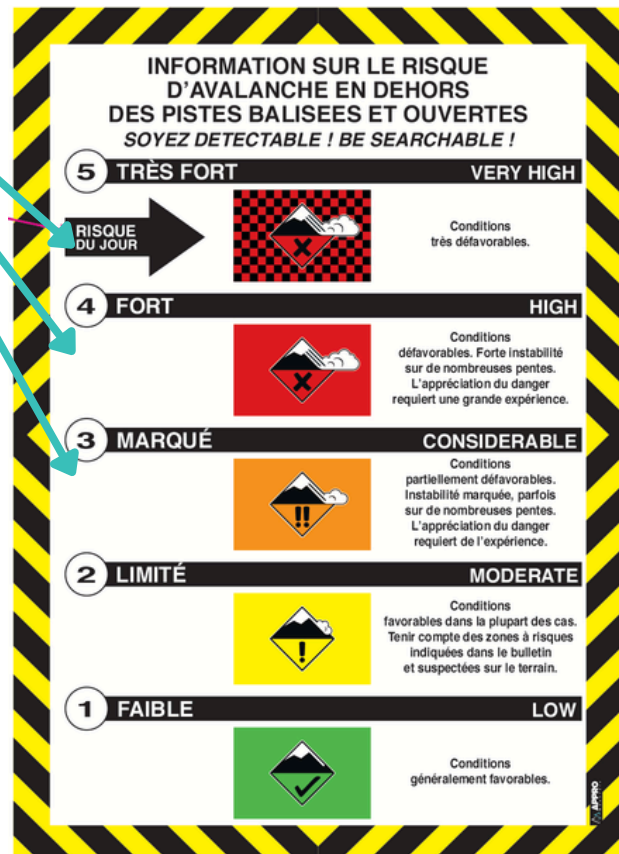 INFORMATION SUR LE RISQUE
D'AVALANCHE EN DEHORS
DES PISTES BALISEES ET OUVERTES
SOYEZ DETECTABLE ! BE SEARCHABLE !
5 TRÈS FORT VERY HIGH
RISQUE
DU JOUR
Conditions
très défavorables.
4 FORT HIGH
Conditions
défavorables. Forte instabilité
sur de nombreuses pentes.
L'appréciation du danger
requiert une grande expérience.
3 MARQUÉ CONSIDERABLE
Conditions
partiellement défavorables.
Instabilité marquée, parfois
sur de nombreuses pentes.
L'appréciation du danger
requiert de l'expérience.
2 LIMITÉ MODERATE
Conditions
favorables dans la plupart des cas.
Tenir compte des zones à risques
indiquées dans le bulletin
et suspectées sur le terrain.
1 FAIBLE LOW
Conditions
généralement favorables.
APPRO